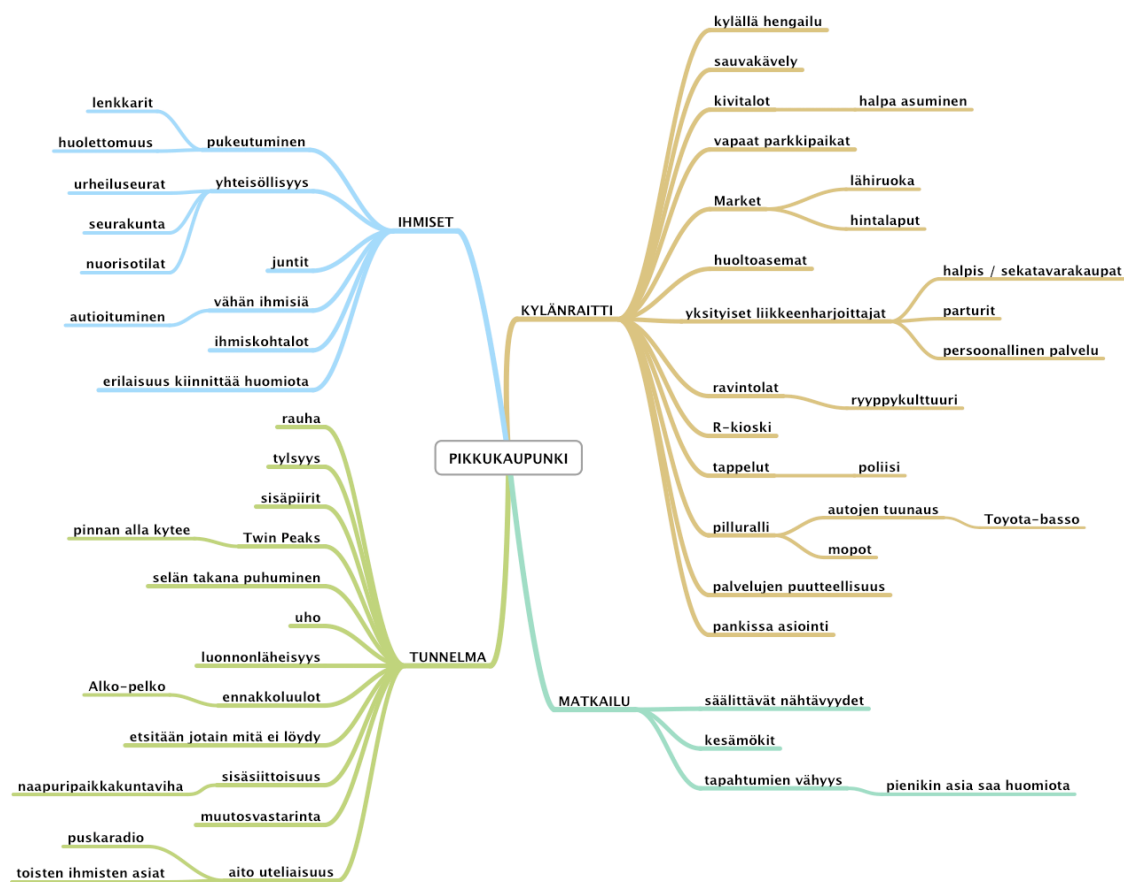 PIKKUKAUPUNKI
IHMISET
pukeutuminen
lenkkarit
huolettomuus
yhteisöllisyys
urheiluseurat
seurakunta
nuorisotilat
juntit
vähän ihmisiä
autioituminen
ihmiskohtalot
erilaisuus kiinnittää huomiota
KYLÄNRAITTI
kylällä hengailu
sauvakävely
kivitalot
halpa asuminen
vapaat parkkipaikat
Market
lähiruoka
hintalaput
huoltoasemat
yksityiset liikkeenharjoittajat
halpis / sekatavarakaupat
parturit
persoonallinen palvelu
ravintolat
ryyppykulttuuri
R-kioski
tappelut
poliisi
pilluralli
autojen tuunaus
Toyota-basso
mopot
palvelujen puutteellisuus
pankissa asiointi
TUNNELMA
rauha
tylsyys
sisäpiirit
Twin Peaks
pinnan alla kytee
selän takana puhuminen
uho
luonnonläheisyys
ennakkoluulot
Alko-pelko
etsitään jotain mitä ei löydy
sisäsiittoisuus
naapuripaikkakuntaviha
muutosvastarinta
aito uteliaisuus
puskaradio
toisten ihmisten asiat
MATKAILU
säälittävät nähtävyydet
kesämökit
tapahtumien vähyys
pienikin asia saa huomiota